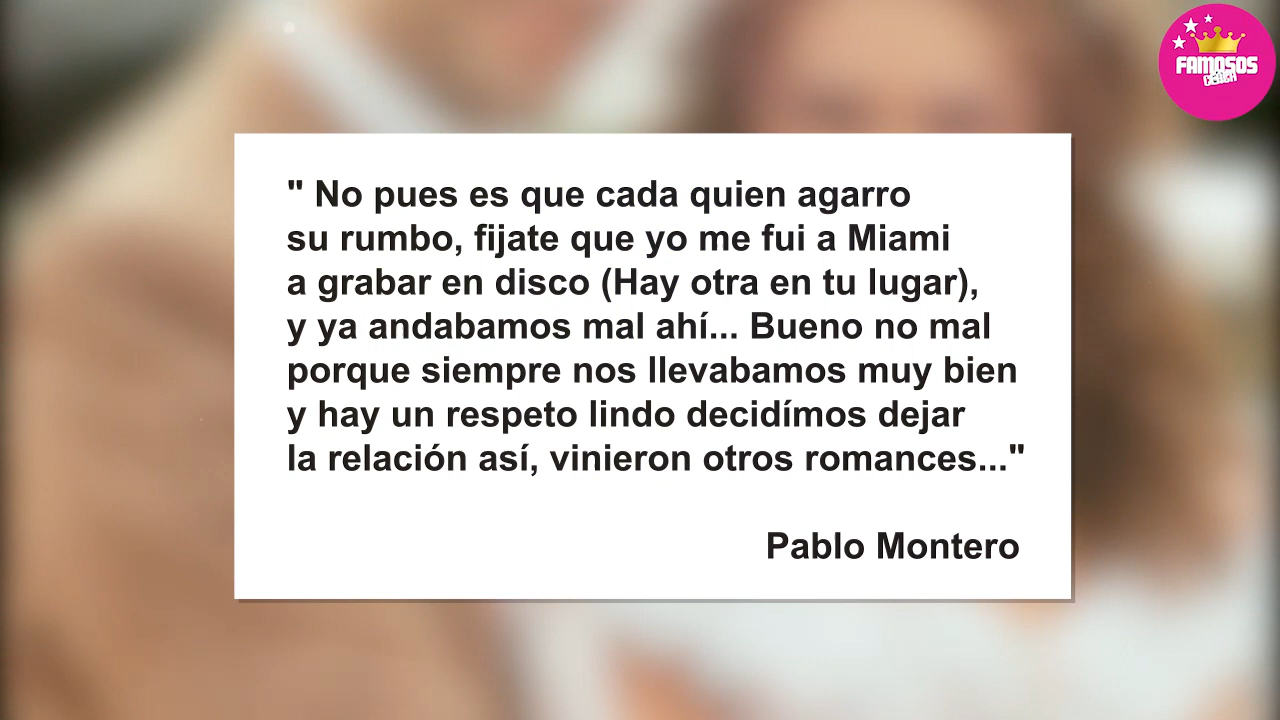 FAMOSOS
BEACH
" No pues es que cada quien agarro
su rumbo, fijate que yo me fui a Miami
a grabar en disco (Hay otra en tu lugar),
y ya andabamos mal ahí... Bueno no mal
porque siempre nos llevabamos muy bien
y hay un respeto lindo decidímos dejar
la relación así, vinieron otros romances..."
Pablo Montero